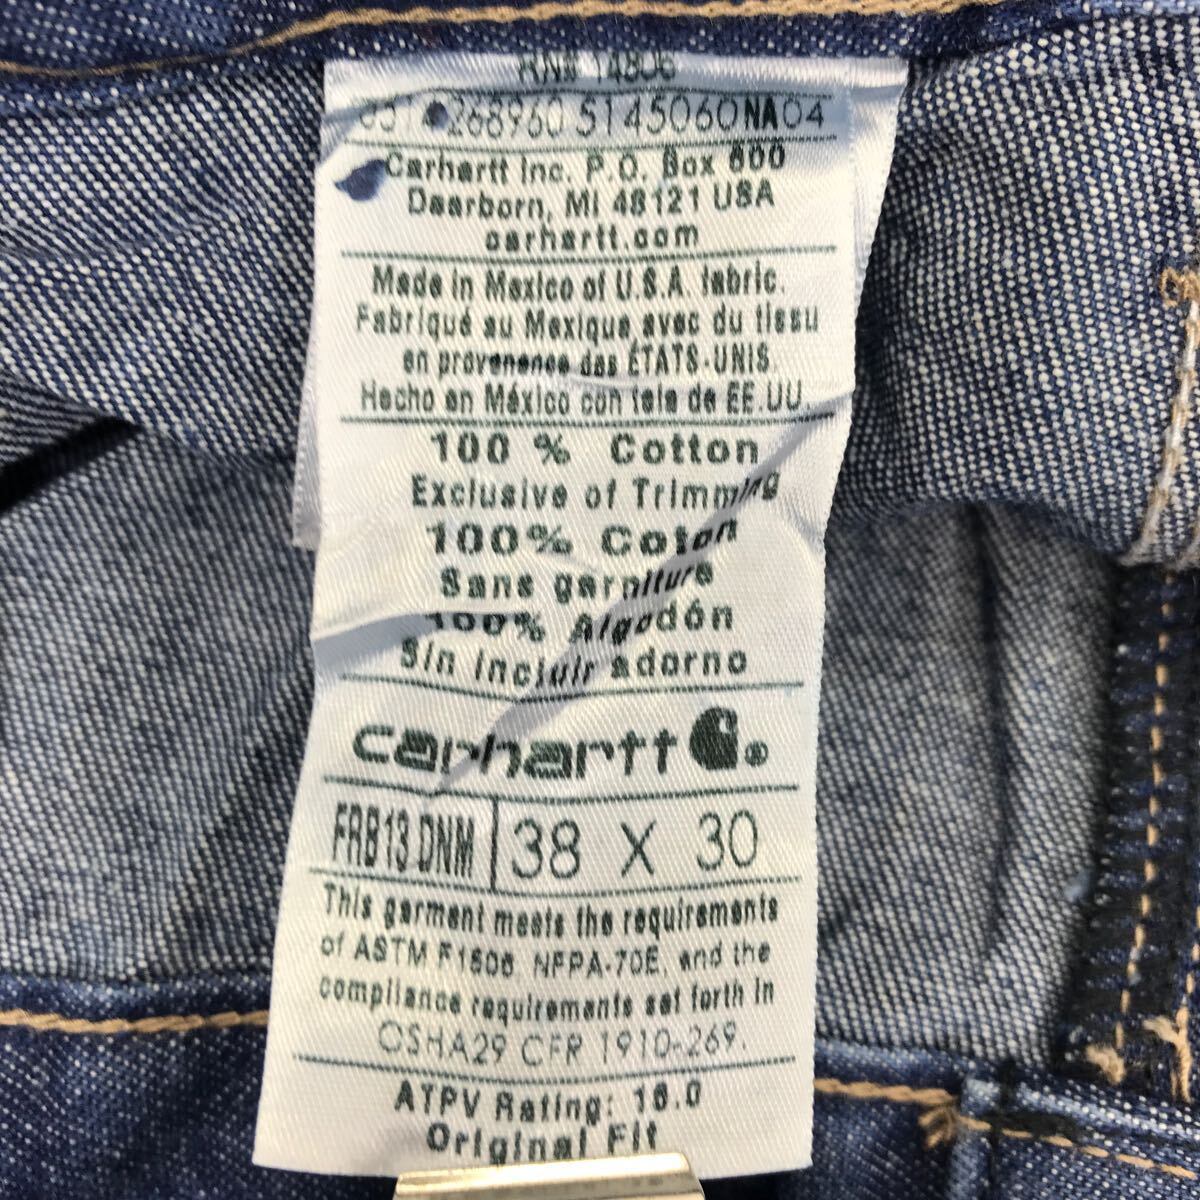 RN# 14806
268960 5145060NA04
Carhartt Inc. P.O. Box 600
Dearborn, MI 48121 USA
carhartt.com
Made in Mexico of U.S.A. fabric.
Fabriqué au Mexique avec du tissu
en provenance des ÉTATS-UNIS.
Hecho en México con tela de EE.UU.
100 % Cotton
Exclusive of Trimming
100% Coton
Sans garniture
100% Algodón
Sin incluir adorno
carhartt ®
FRB13 DNM 38 X 30
This garment meets the requirements
of ASTM F1506, NFPA-70E, and the
compliance requirements set forth in
OSHA29 CFR 1910-269.
ATPV Rating: 16.0
Original Fit